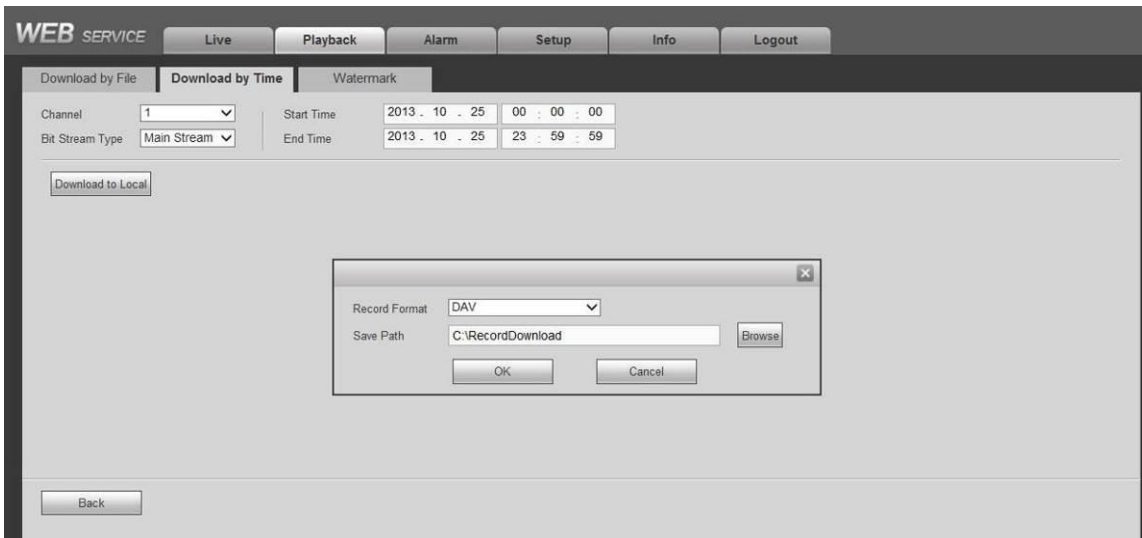 WEB SERVICE Live Playback Alarm Setup Info Logout
Download by File Download by Time Watermark
Channel 1 Start Time 2013 . 10 . 25 00 : 00 : 00
Bit Stream Type Main Stream End Time 2013 . 10 . 25 23 : 59 : 59
Download to Local
Record Format DAV
Save Path C:\RecordDownload Browse
OK Cancel
Back